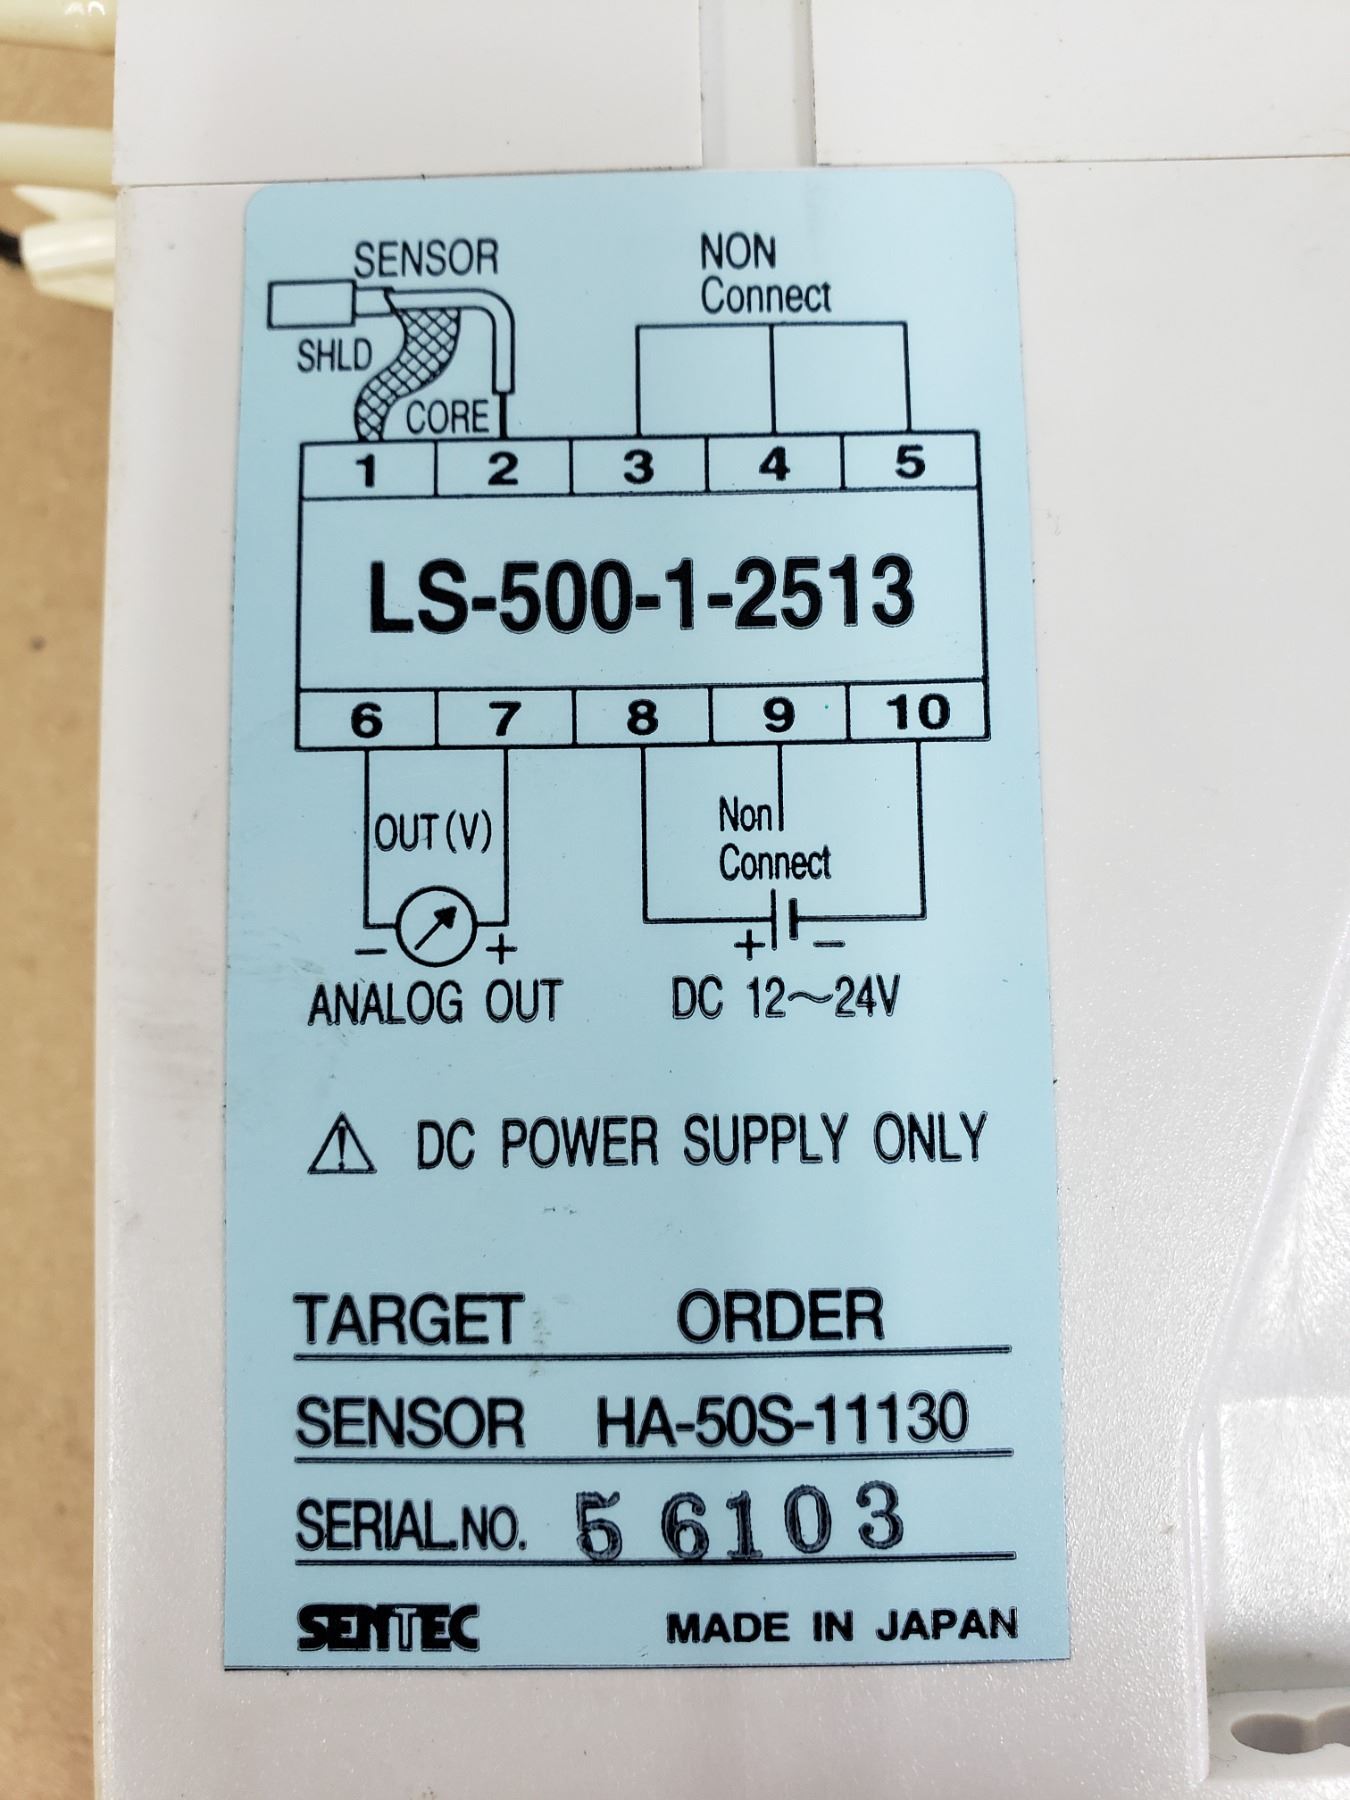 SENSOR
NON
Connect
SHLD
CORE
1 2 3 4 5
LS-500-1-2513
6 7 8 9 10
OUT (V)
Non
Connect
− +
+ −
ANALOG OUT
DC 12～24V
⚠ DC POWER SUPPLY ONLY
TARGET ORDER
SENSOR HA-50S-11130
SERIAL.NO. 56103
SENTEC MADE IN JAPAN